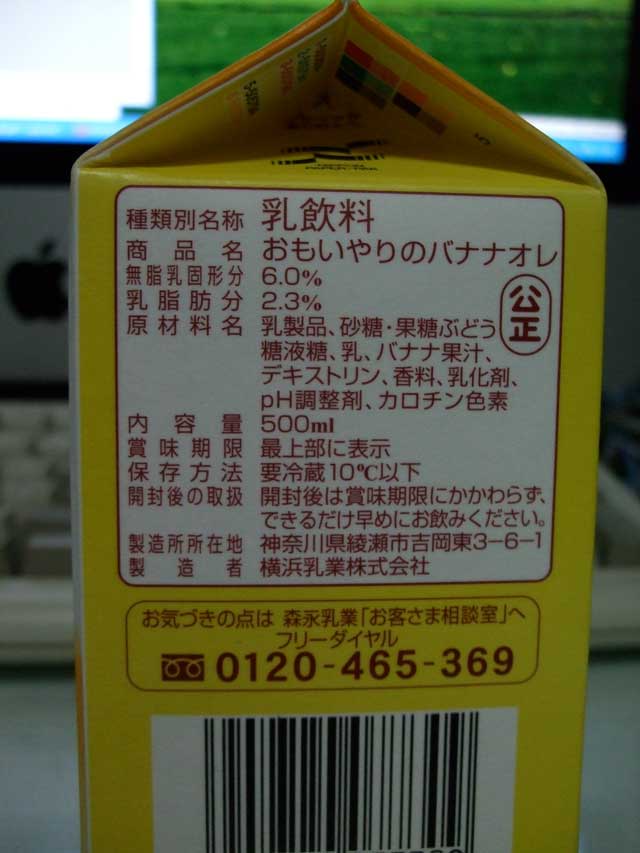 種類別名称 乳飲料
商品名 おもいやりのバナナオレ
無脂乳固形分 6.0%
乳脂肪分 2.3%
公正
原材料名 乳製品、砂糖・果糖ぶどう
糖液糖、乳、バナナ果汁、
デキストリン、香料、乳化剤、
pH調整剤、カロチン色素
内容量 500ml
賞味期限 最上部に表示
保存方法 要冷蔵10℃以下
開封後の取扱 開封後は賞味期限にかかわらず、
できるだけ早めにお飲みください。
製造所所在地 神奈川県綾瀬市吉岡東3-6-1
製造者 横浜乳業株式会社
お気づきの点は 森永乳業「お客さま相談室」へ
フリーダイヤル
0120-465-369